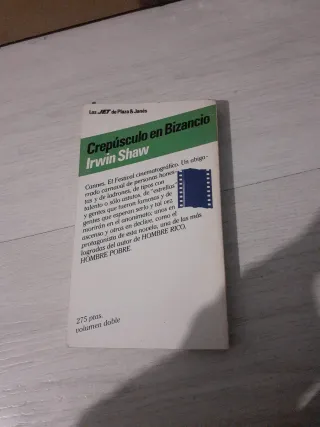 Los JET de Plaza & Janés
Crepúsculo en Bizancio
Irwin Shaw
Cannes. El Festival cinematográfico. Un abiga-
rrado carnaval de personas hones-
tas y de ladrones, de tipos con
talento o sólo astutos, de "estrellas"
y gentes que fueron famosas y de
gentes que esperan serlo y tal vez
morirán en el anonimato; unos en
ascenso y otros en declive, como el
protagonista de esta novela, una de las más
logradas del autor de HOMBRE RICO,
HOMBRE POBRE.
275 ptas.
volumen doble